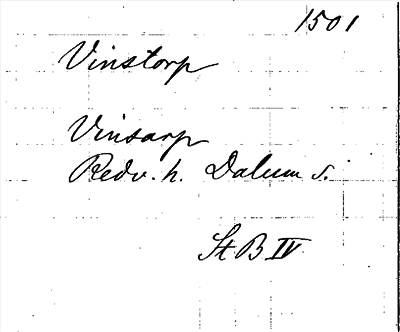 1501
Vinstorp
Vinsarp
Redv. h. Dalum s.
St B IV